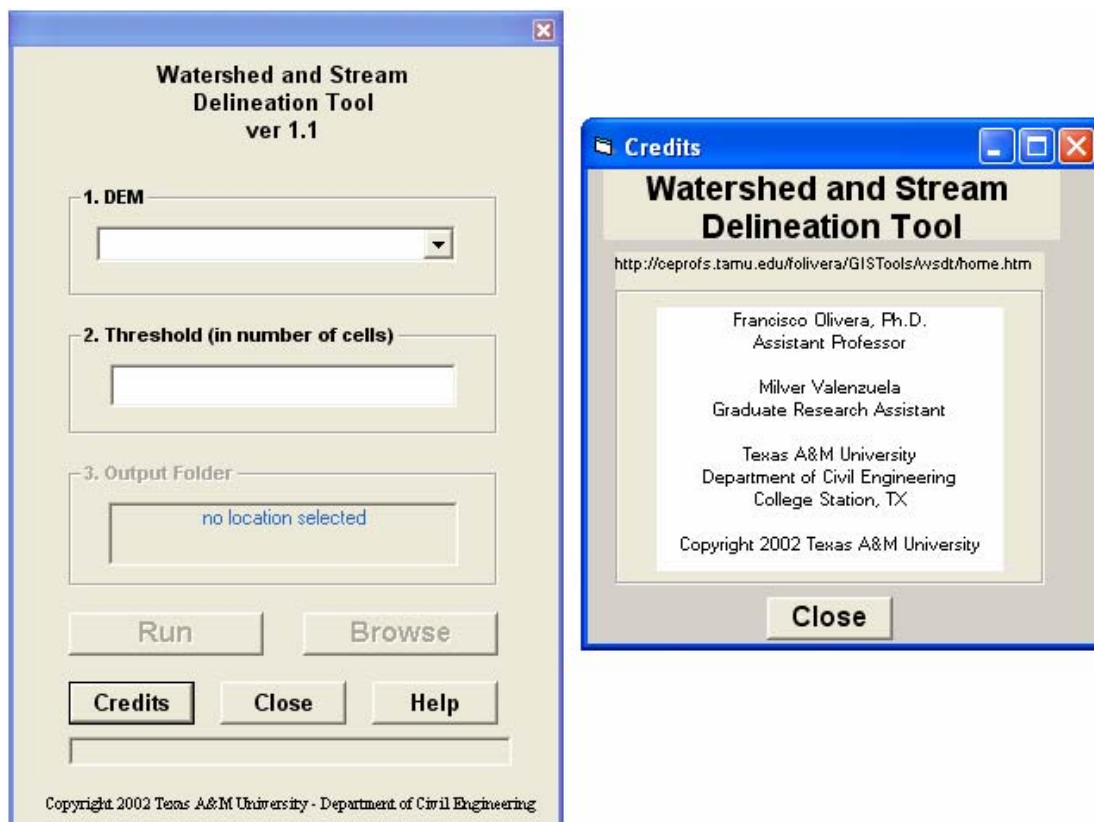 Watershed and Stream
Delineation Tool
ver 1.1
1. DEM
2. Threshold (in number of cells)
3. Output Folder
no location selected
Run
Browse
Credits
Close
Help
Copyright 2002 Texas A&M University - Department of Civil Engineering
Credits
Watershed and Stream
Delineation Tool
http://ceprofs.tamu.edu/folivera/GISTools/wsdt/home.htm
Francisco Olivera, Ph.D.
Assistant Professor
Milver Valenzuela
Graduate Research Assistant
Texas A&M University
Department of Civil Engineering
College Station, TX
Copyright 2002 Texas A&M University
Close